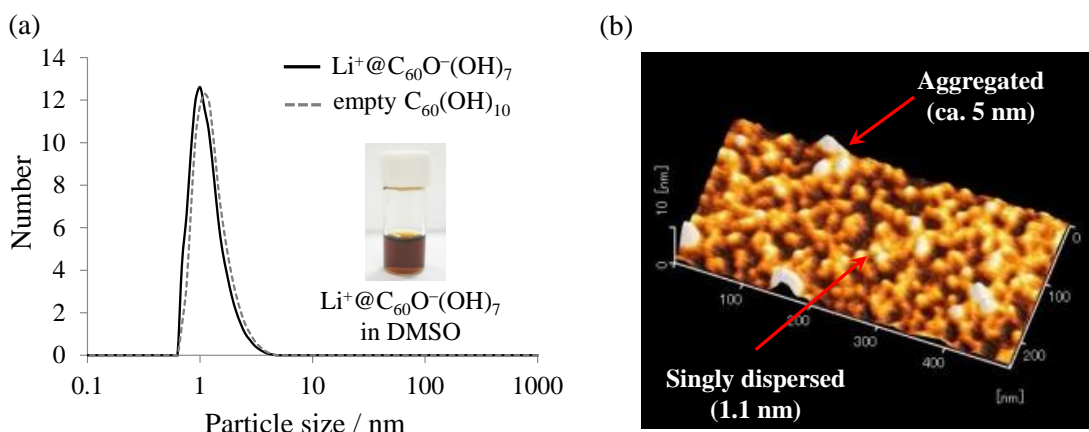 (a)
14
12
10
8
6
4
2
0
Number
0.1 1 10 100 1000
Particle size / nm
Li⁺@C₆₀O⁻(OH)₇
empty C₆₀(OH)₁₀
Li⁺@C₆₀O⁻(OH)₇
in DMSO
(b)
Aggregated
(ca. 5 nm)
10 [nm]
0
0
100
200
100
200
300
400
[nm]
Singly dispersed
(1.1 nm)